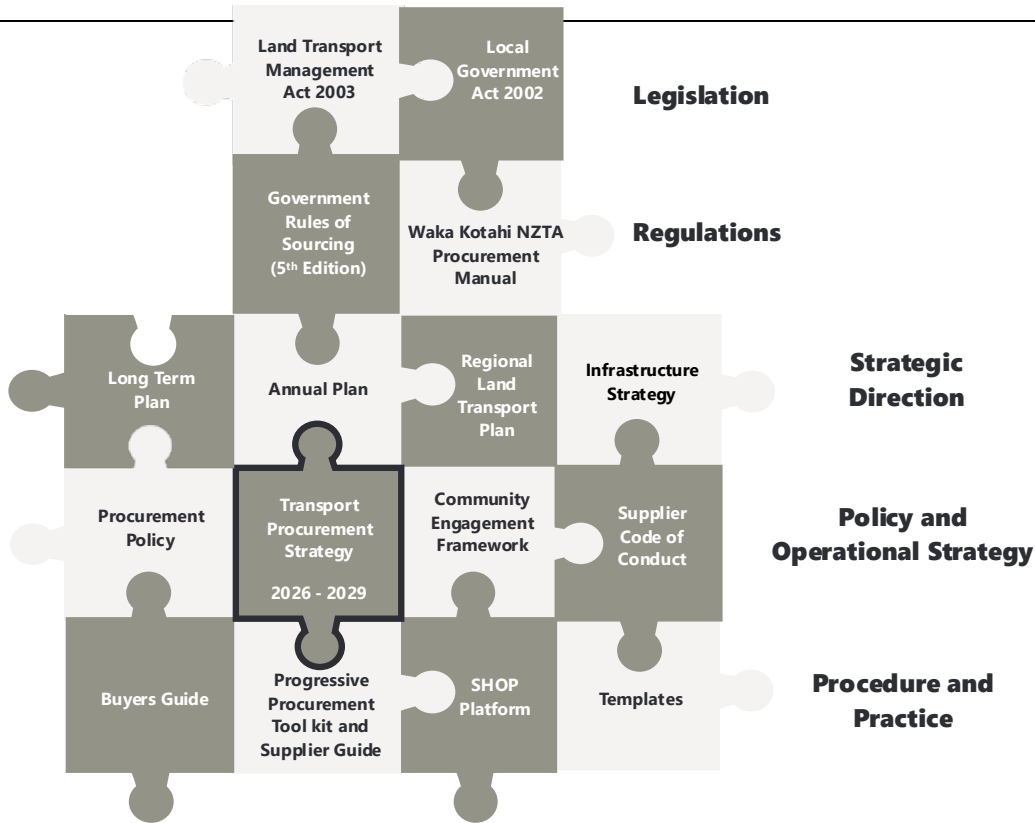 Land Transport
Management
Act 2003
Local
Government
Act 2002
Legislation
Government
Rules of
Sourcing
(5th Edition)
Waka Kotahi NZTA
Procurement
Manual
Regulations
Long Term
Plan
Annual Plan
Regional
Land
Transport
Plan
Infrastructure
Strategy
Strategic
Direction
Procurement
Policy
Transport
Procurement
Strategy
2026 - 2029
Community
Engagement
Framework
Supplier
Code of
Conduct
Policy and
Operational Strategy
Buyers Guide
Progressive
Procurement
Tool kit and
Supplier Guide
SHOP
Platform
Templates
Procedure and
Practice